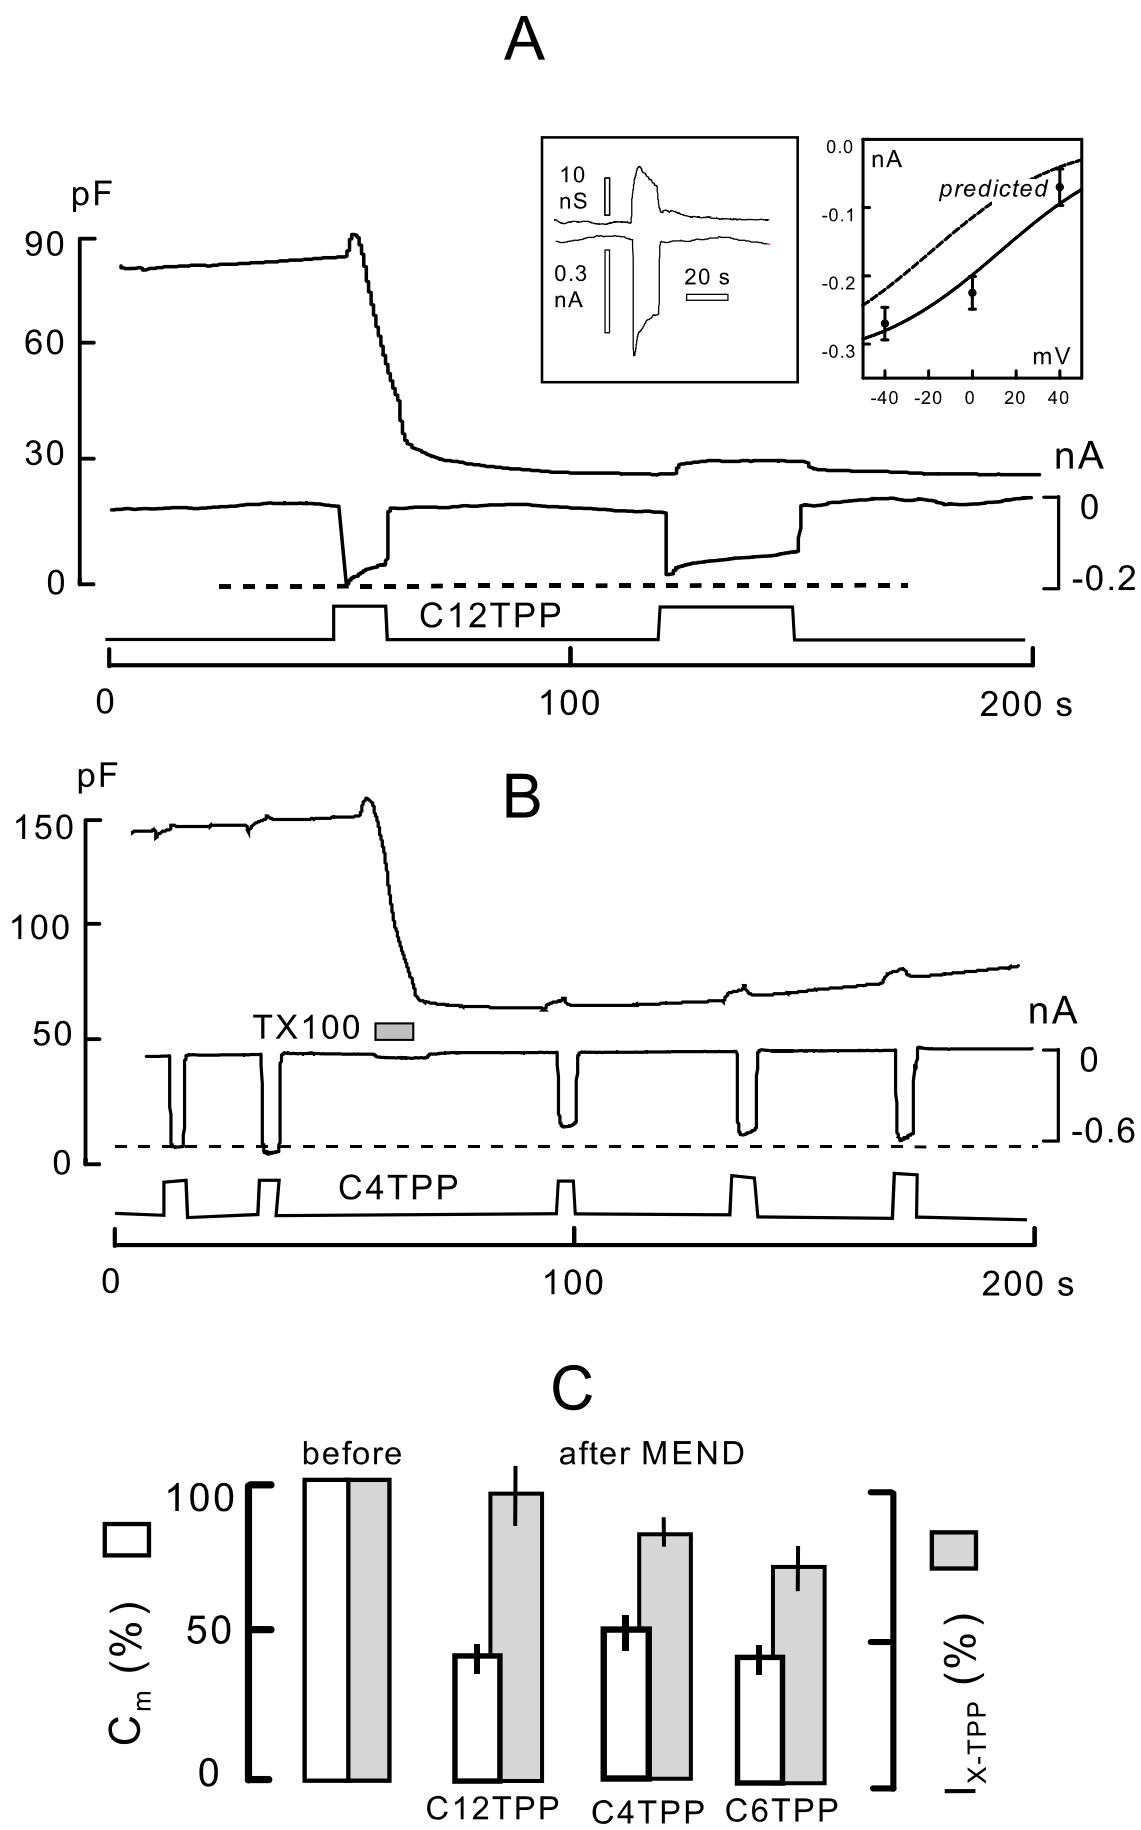 A
pF
90
60
30
0
10
nS
0.3
nA
20 s
0.0
-0.1
-0.2
-0.3
nA
predicted
mV
-40 -20 0 20 40
nA
0
-0.2
C12TPP
0 100 200 s
B
pF
150
100
50
0
TX100
nA
0
-0.6
C4TPP
0 100 200 s
C
before after MEND
100
50
0
Cm (%)
IX-TPP (%)
C12TPP C4TPP C6TPP